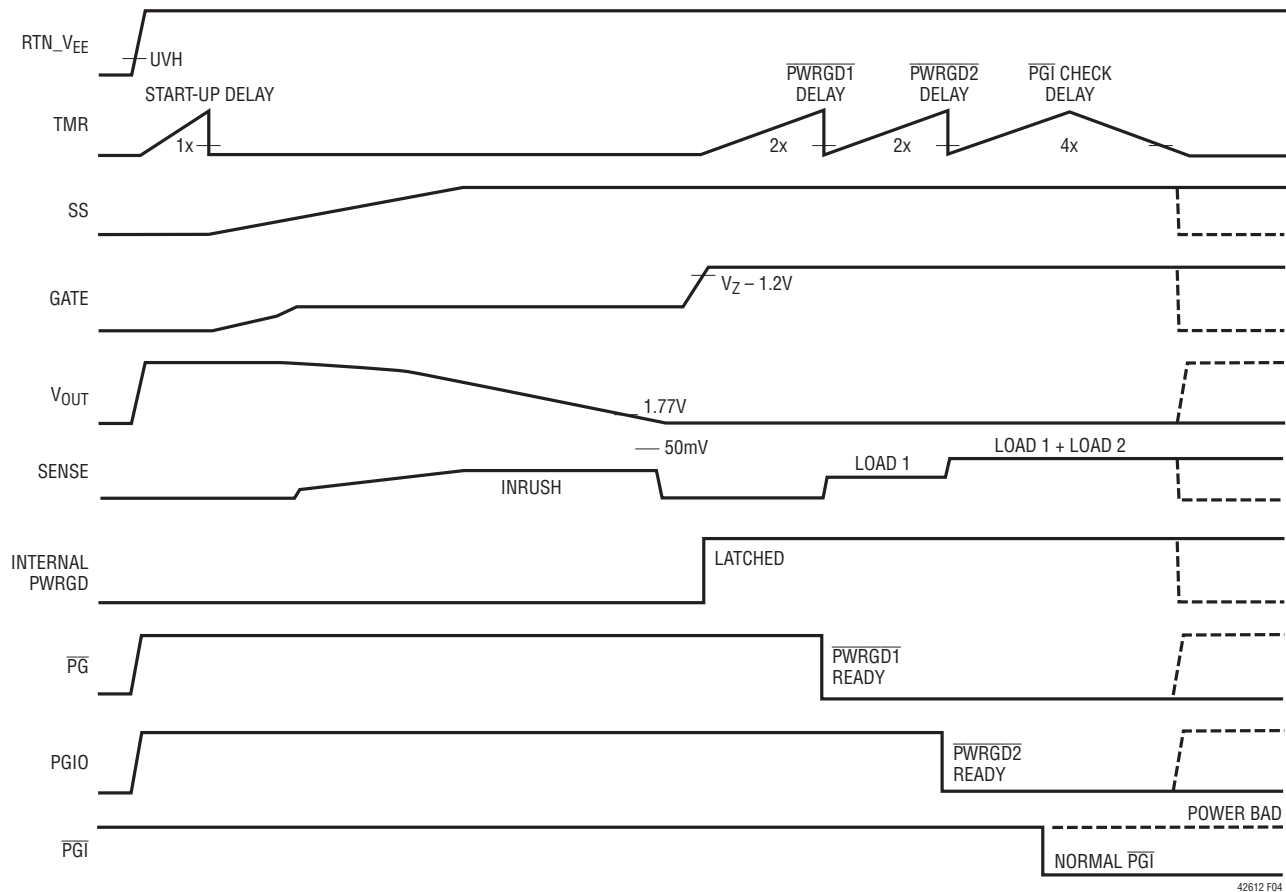 RTN_VEE
UVH
START-UP DELAY
PWRGD1
DELAY
PWRGD2
DELAY
PGI CHECK
DELAY
TMR
1x
2x
2x
4x
SS
GATE
VZ – 1.2V
VOUT
1.77V
50mV
SENSE
INRUSH
LOAD 1
LOAD 1 + LOAD 2
INTERNAL
PWRGD
LATCHED
PG
PWRGD1
READY
PGIO
PWRGD2
READY
POWER BAD
PGI
NORMAL PGI
42612 F04